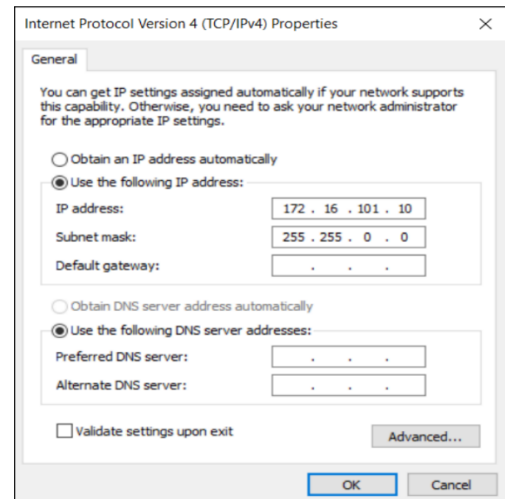 Internet Protocol Version 4 (TCP/IPv4) Properties
General
You can get IP settings assigned automatically if your network supports
this capability. Otherwise, you need to ask your network administrator
for the appropriate IP settings.
Obtain an IP address automatically
Use the following IP address:
IP address: 172 . 16 . 101 . 10
Subnet mask: 255 . 255 . 0 . 0
Default gateway: . . .
Obtain DNS server address automatically
Use the following DNS server addresses:
Preferred DNS server: . . .
Alternate DNS server: . . .
Validate settings upon exit
Advanced...
OK Cancel